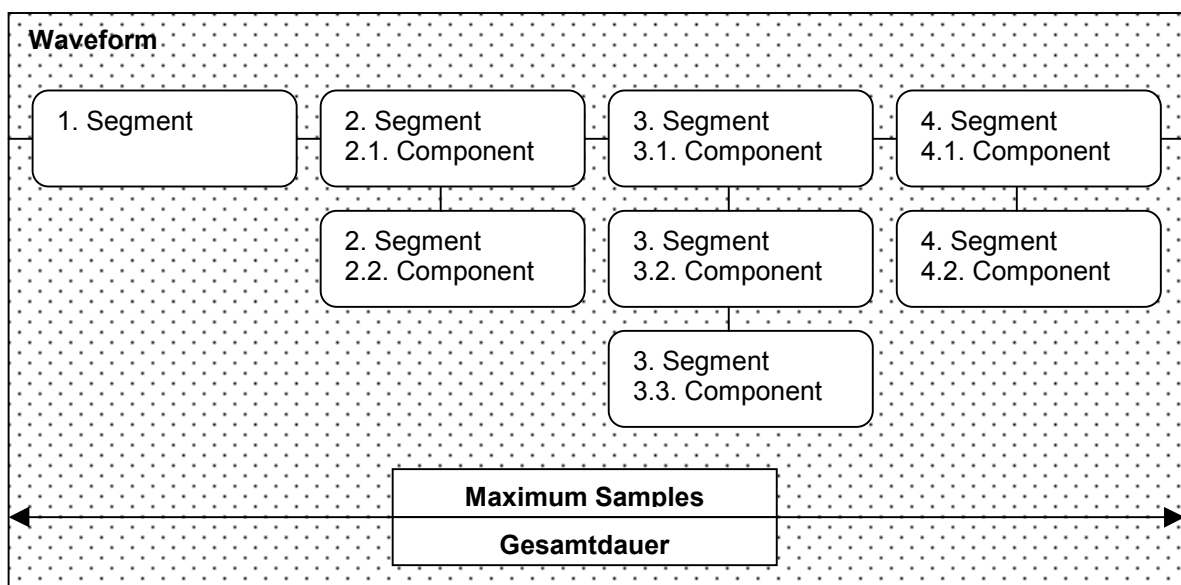 Waveform
1. Segment
2. Segment
2.1. Component
3. Segment
3.1. Component
4. Segment
4.1. Component
2. Segment
2.2. Component
3. Segment
3.2. Component
4. Segment
4.2. Component
3. Segment
3.3. Component
Maximum Samples
Gesamtdauer